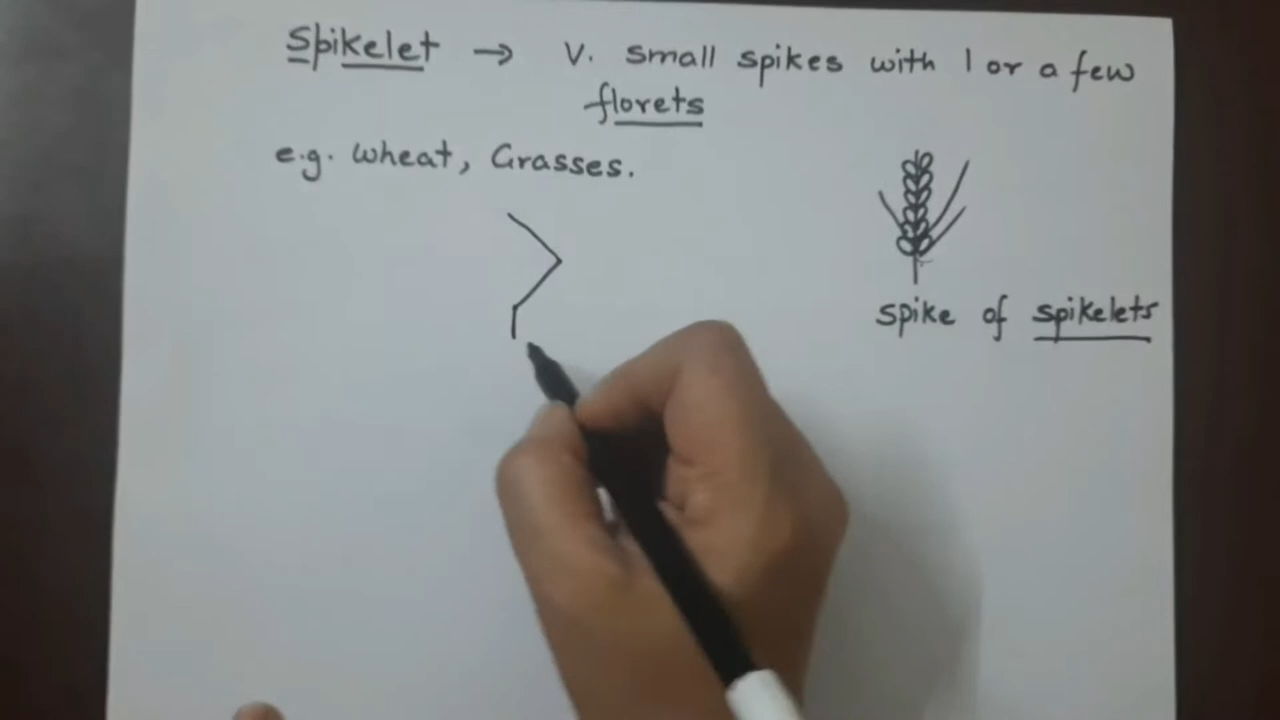 Spikelet → V. small spikes with 1 or a few
florets
e.g. Wheat, Grasses.
spike of spikelets